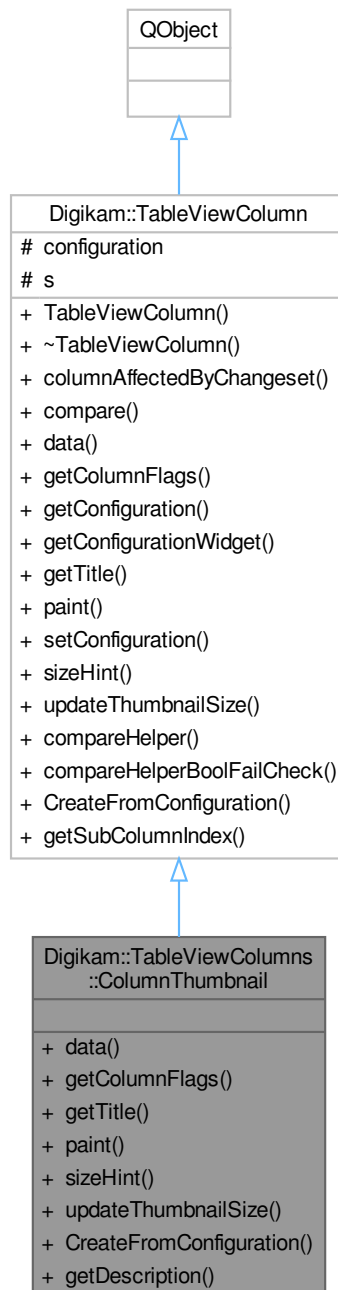 QObject
Digikam::TableViewColumn
# configuration
# s
+ TableViewColumn()
+ ~TableViewColumn()
+ columnAffectedByChangeset()
+ compare()
+ data()
+ getColumnFlags()
+ getConfiguration()
+ getConfigurationWidget()
+ getTitle()
+ paint()
+ setConfiguration()
+ sizeHint()
+ updateThumbnailSize()
+ compareHelper()
+ compareHelperBoolFailCheck()
+ CreateFromConfiguration()
+ getSubColumnIndex()
Digikam::TableViewColumns
::ColumnThumbnail
+ data()
+ getColumnFlags()
+ getTitle()
+ paint()
+ sizeHint()
+ updateThumbnailSize()
+ CreateFromConfiguration()
+ getDescription()